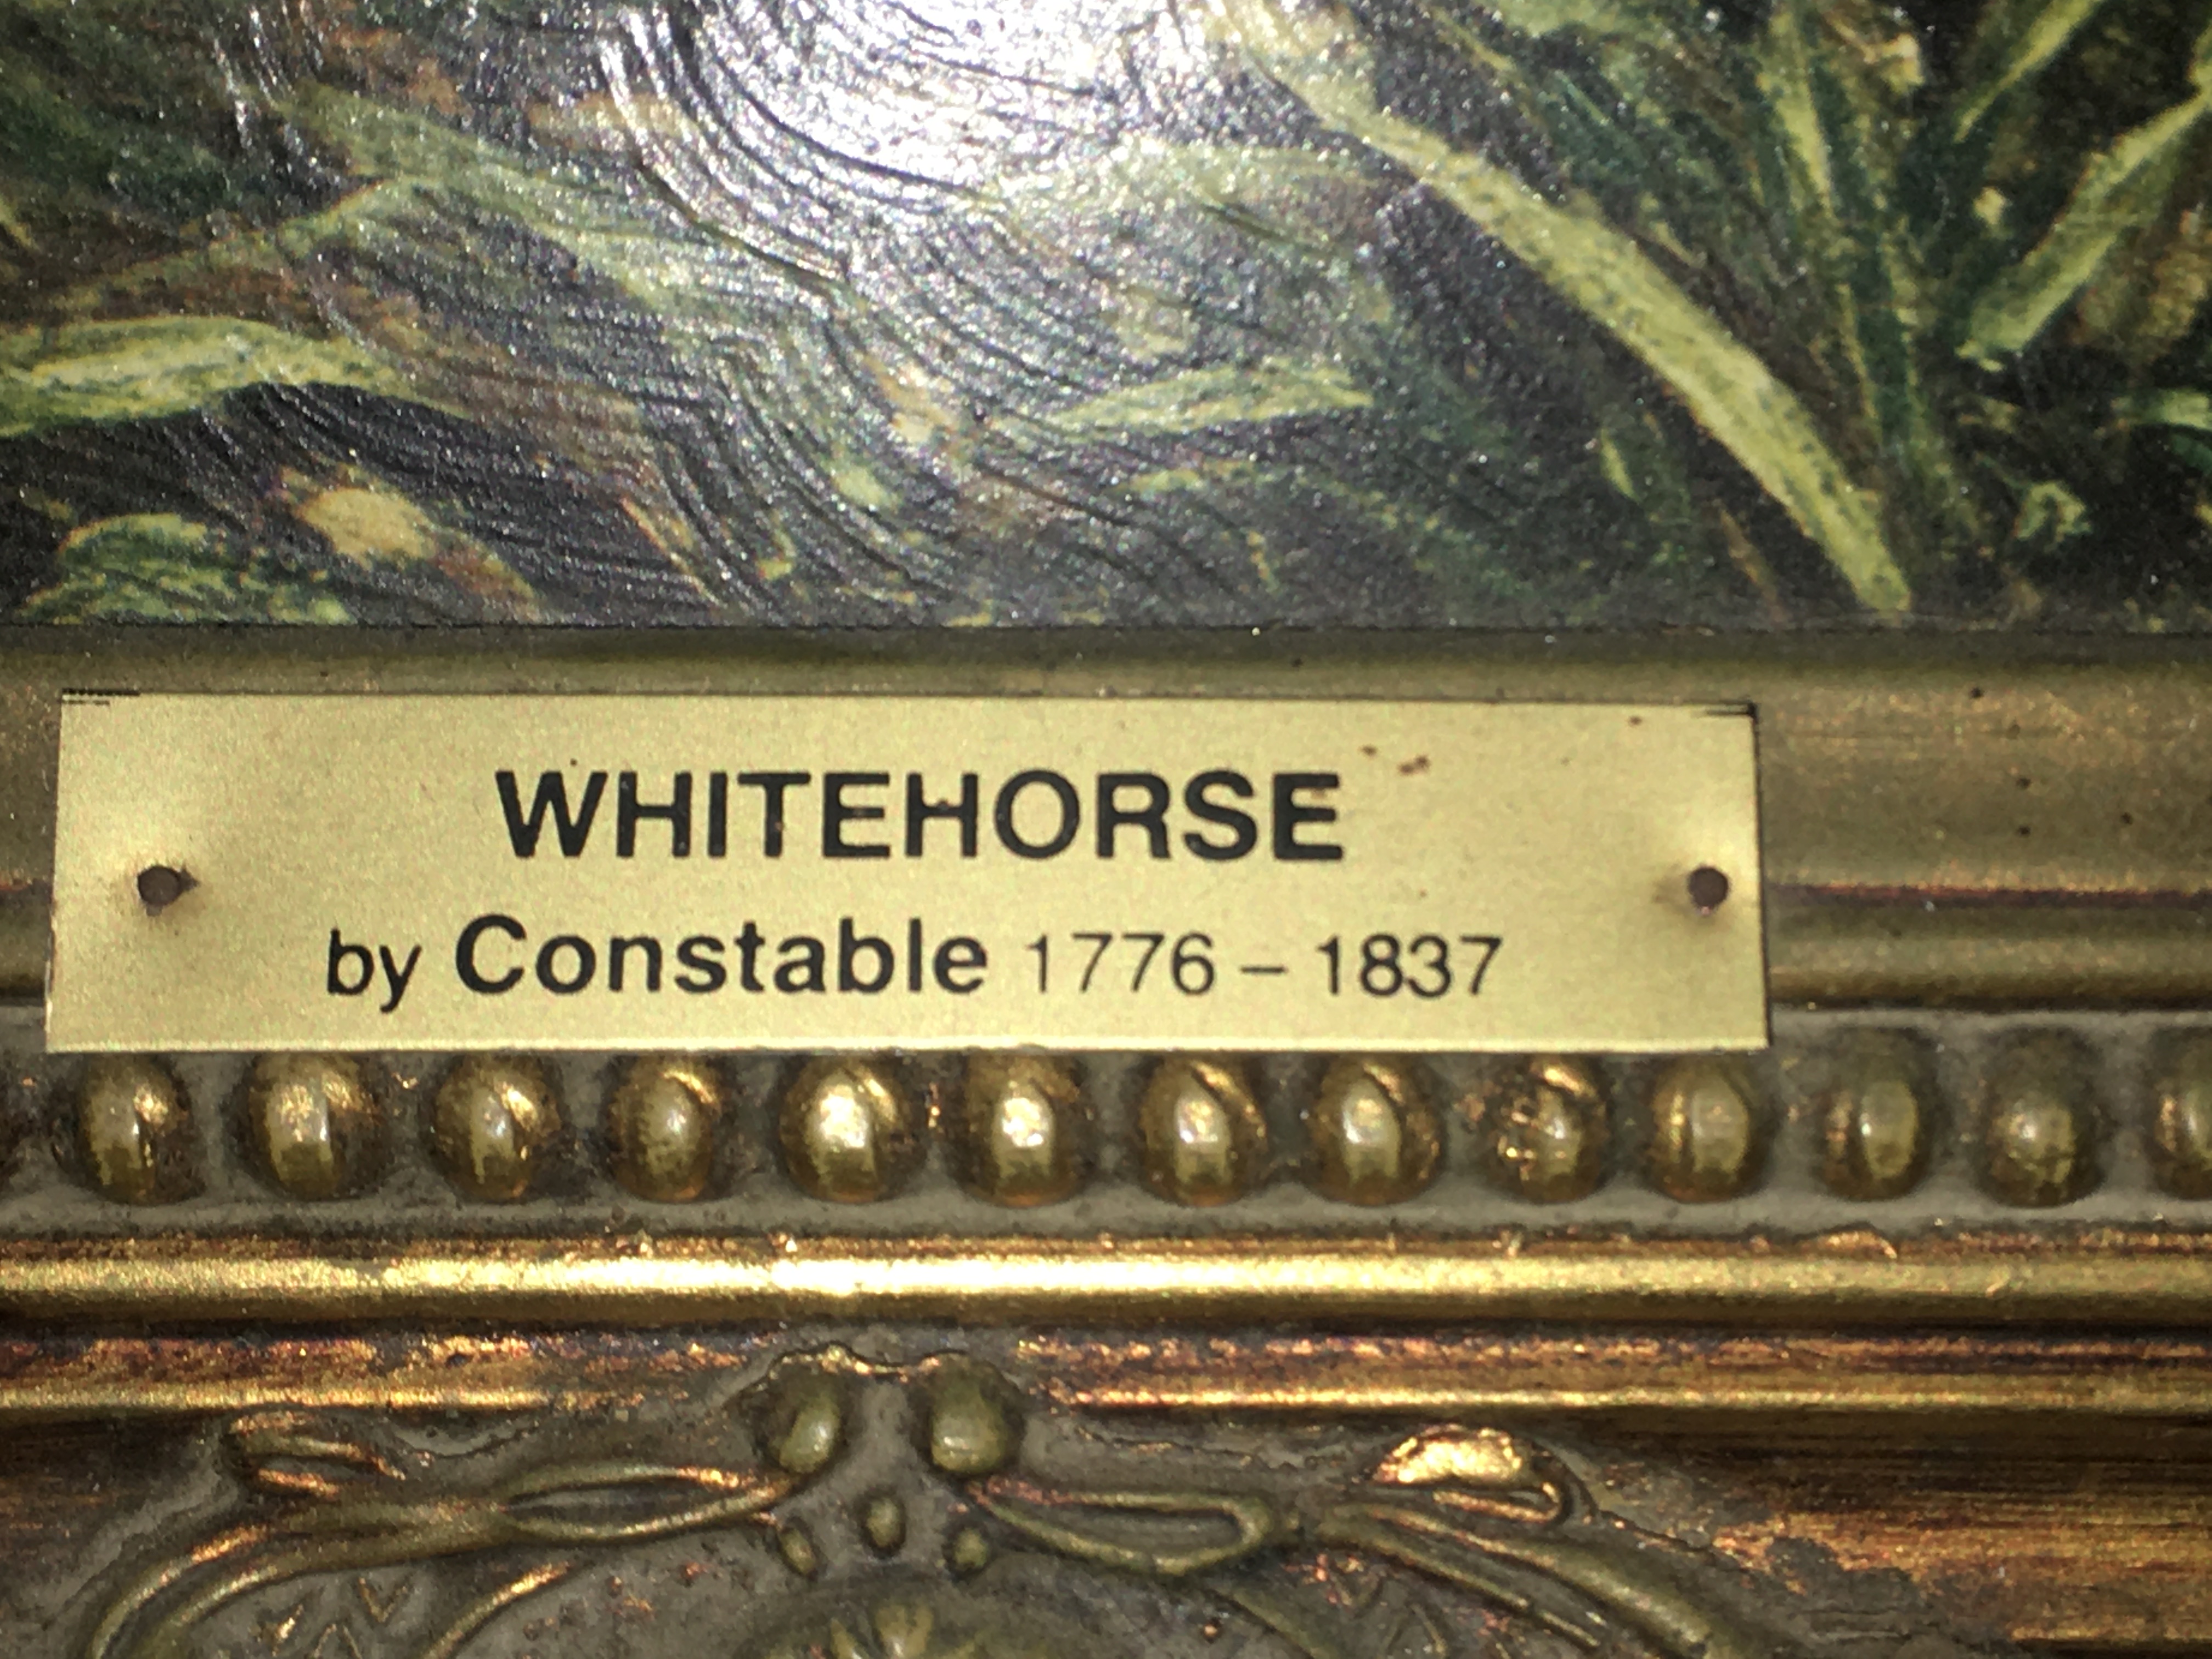 WHITEHORSE
by Constable 1776 – 1837